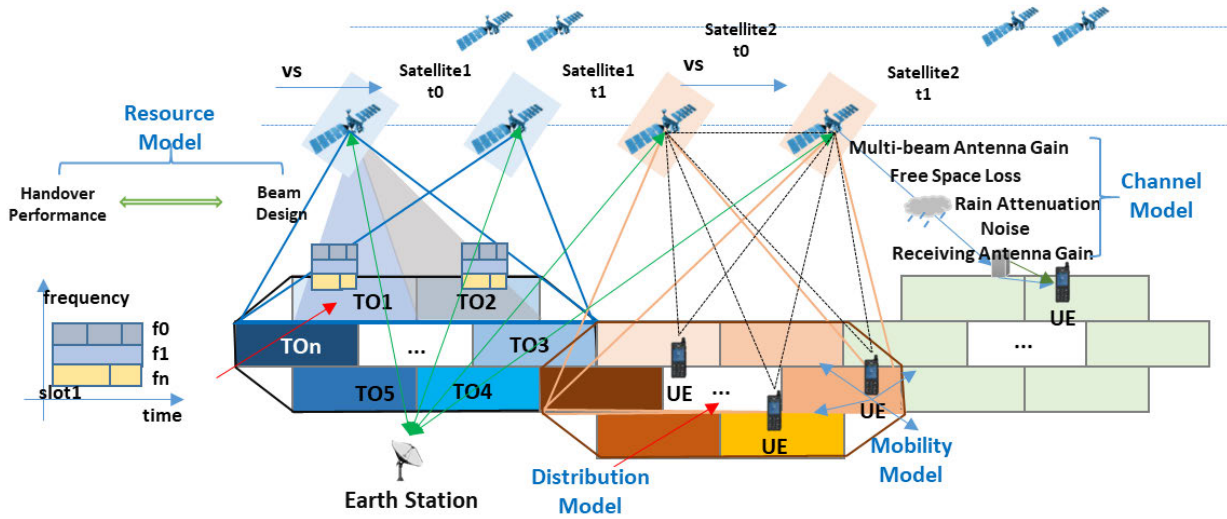 Satellite2
t0
vs
Satellite1
t0
Satellite1
t1
vs
Satellite2
t1
Resource
Model
Handover
Performance
Beam
Design
Multi-beam Antenna Gain
Free Space Loss
Rain Attenuation
Noise
Receiving Antenna Gain
Channel
Model
frequency
f0
f1
fn
slot1
time
TO1
TO2
TOn
...
TO3
TO5
TO4
UE
...
UE
UE
UE
...
Earth Station
Distribution
Model
Mobility
Model